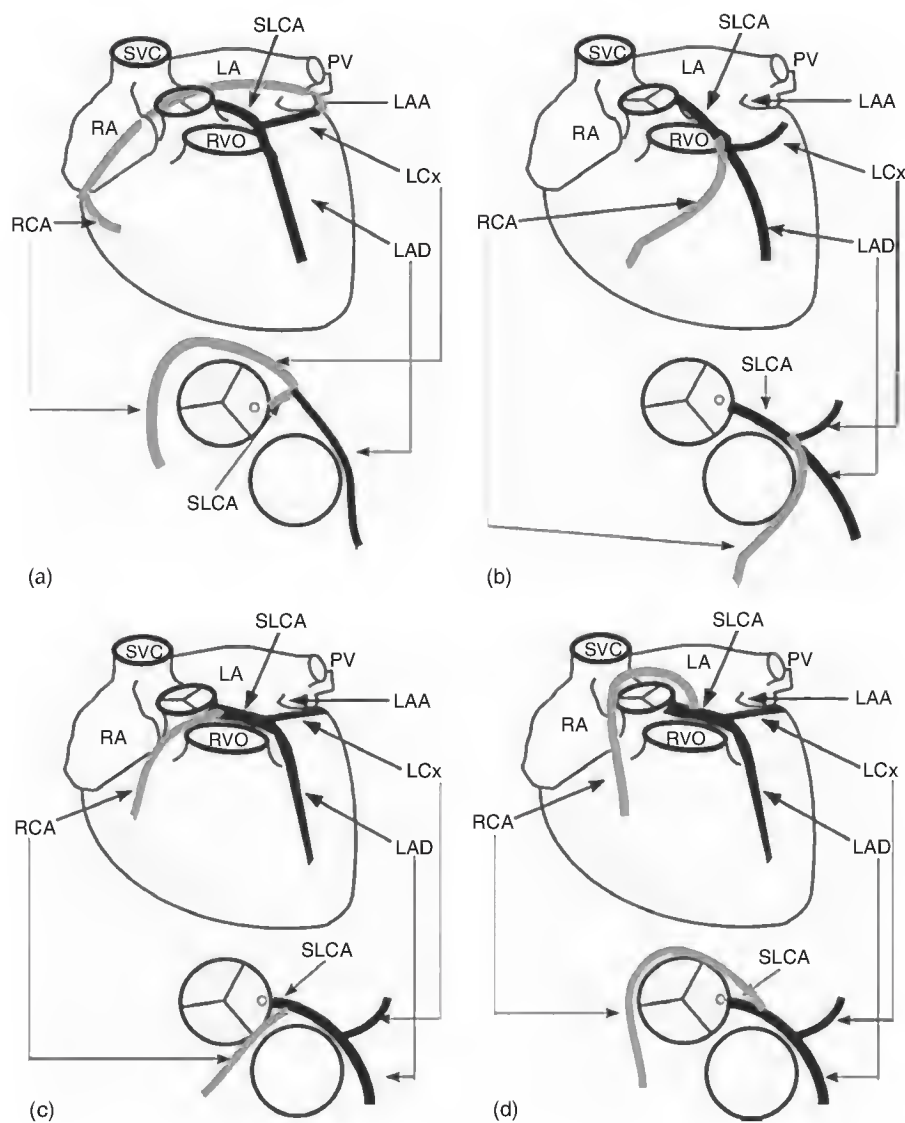 SLCA
SVC
LA
PV
LAA
RA
RVO
LCx
RCA
LAD
SLCA
(a)
SLCA
SVC
LA
PV
LAA
RA
RVO
LCx
RCA
LAD
SLCA
(b)
SLCA
SVC
LA
PV
LAA
RA
RVO
LCx
RCA
LAD
SLCA
(c)
SLCA
SVC
LA
PV
LAA
RA
RVO
LCx
RCA
LAD
SLCA
(d)